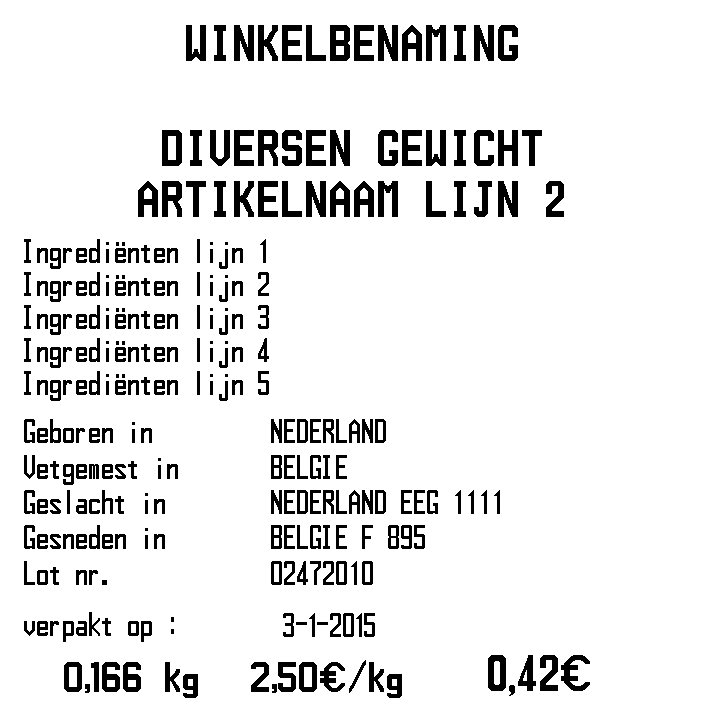 WINKELBENAMING
DIVERSEN GEWICHT
ARTIKELNAAM LIJN 2
Ingrediënten lijn 1
Ingrediënten lijn 2
Ingrediënten lijn 3
Ingrediënten lijn 4
Ingrediënten lijn 5
Geboren in NEDERLAND
Vetgemest in BELGIE
Geslacht in NEDERLAND EEG 1111
Gesneden in BELGIE F 895
Lot nr. 02472010
verpakt op : 3-1-2015
0,166 kg 2,50€/kg 0,42€